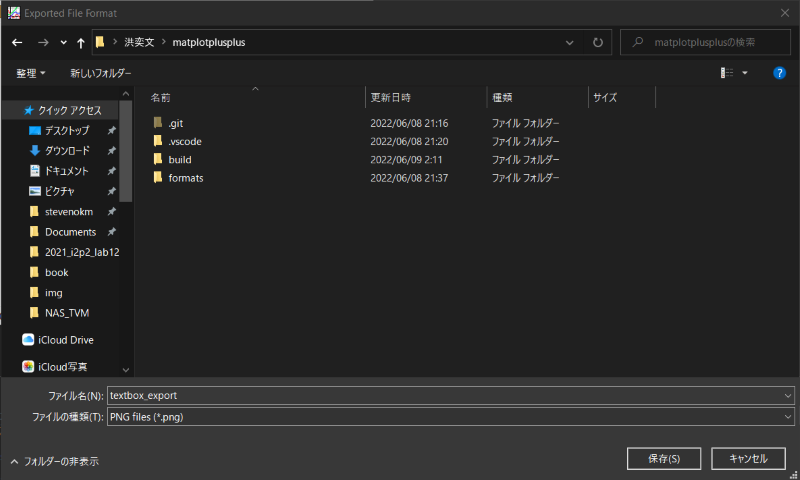 Exported File Format
洪奕文 > matplotplusplus
matplotplusplusの検索
整理
新しいフォルダー
名前 更新日時 種類 サイズ
クイック アクセス
デスクトップ
ダウンロード
ドキュメント
ピクチャ
stevenokm
Documents
2021_i2p2_lab12
book
img
NAS_TVM
iCloud Drive
iCloud写真
.git 2022/06/08 21:16 ファイル フォルダー
.vscode 2022/06/08 21:20 ファイル フォルダー
build 2022/06/09 2:11 ファイル フォルダー
formats 2022/06/08 21:37 ファイル フォルダー
ファイル名(N): textbox_export
ファイルの種類(T): PNG files (*.png)
フォルダーの非表示
保存(S)
キャンセル